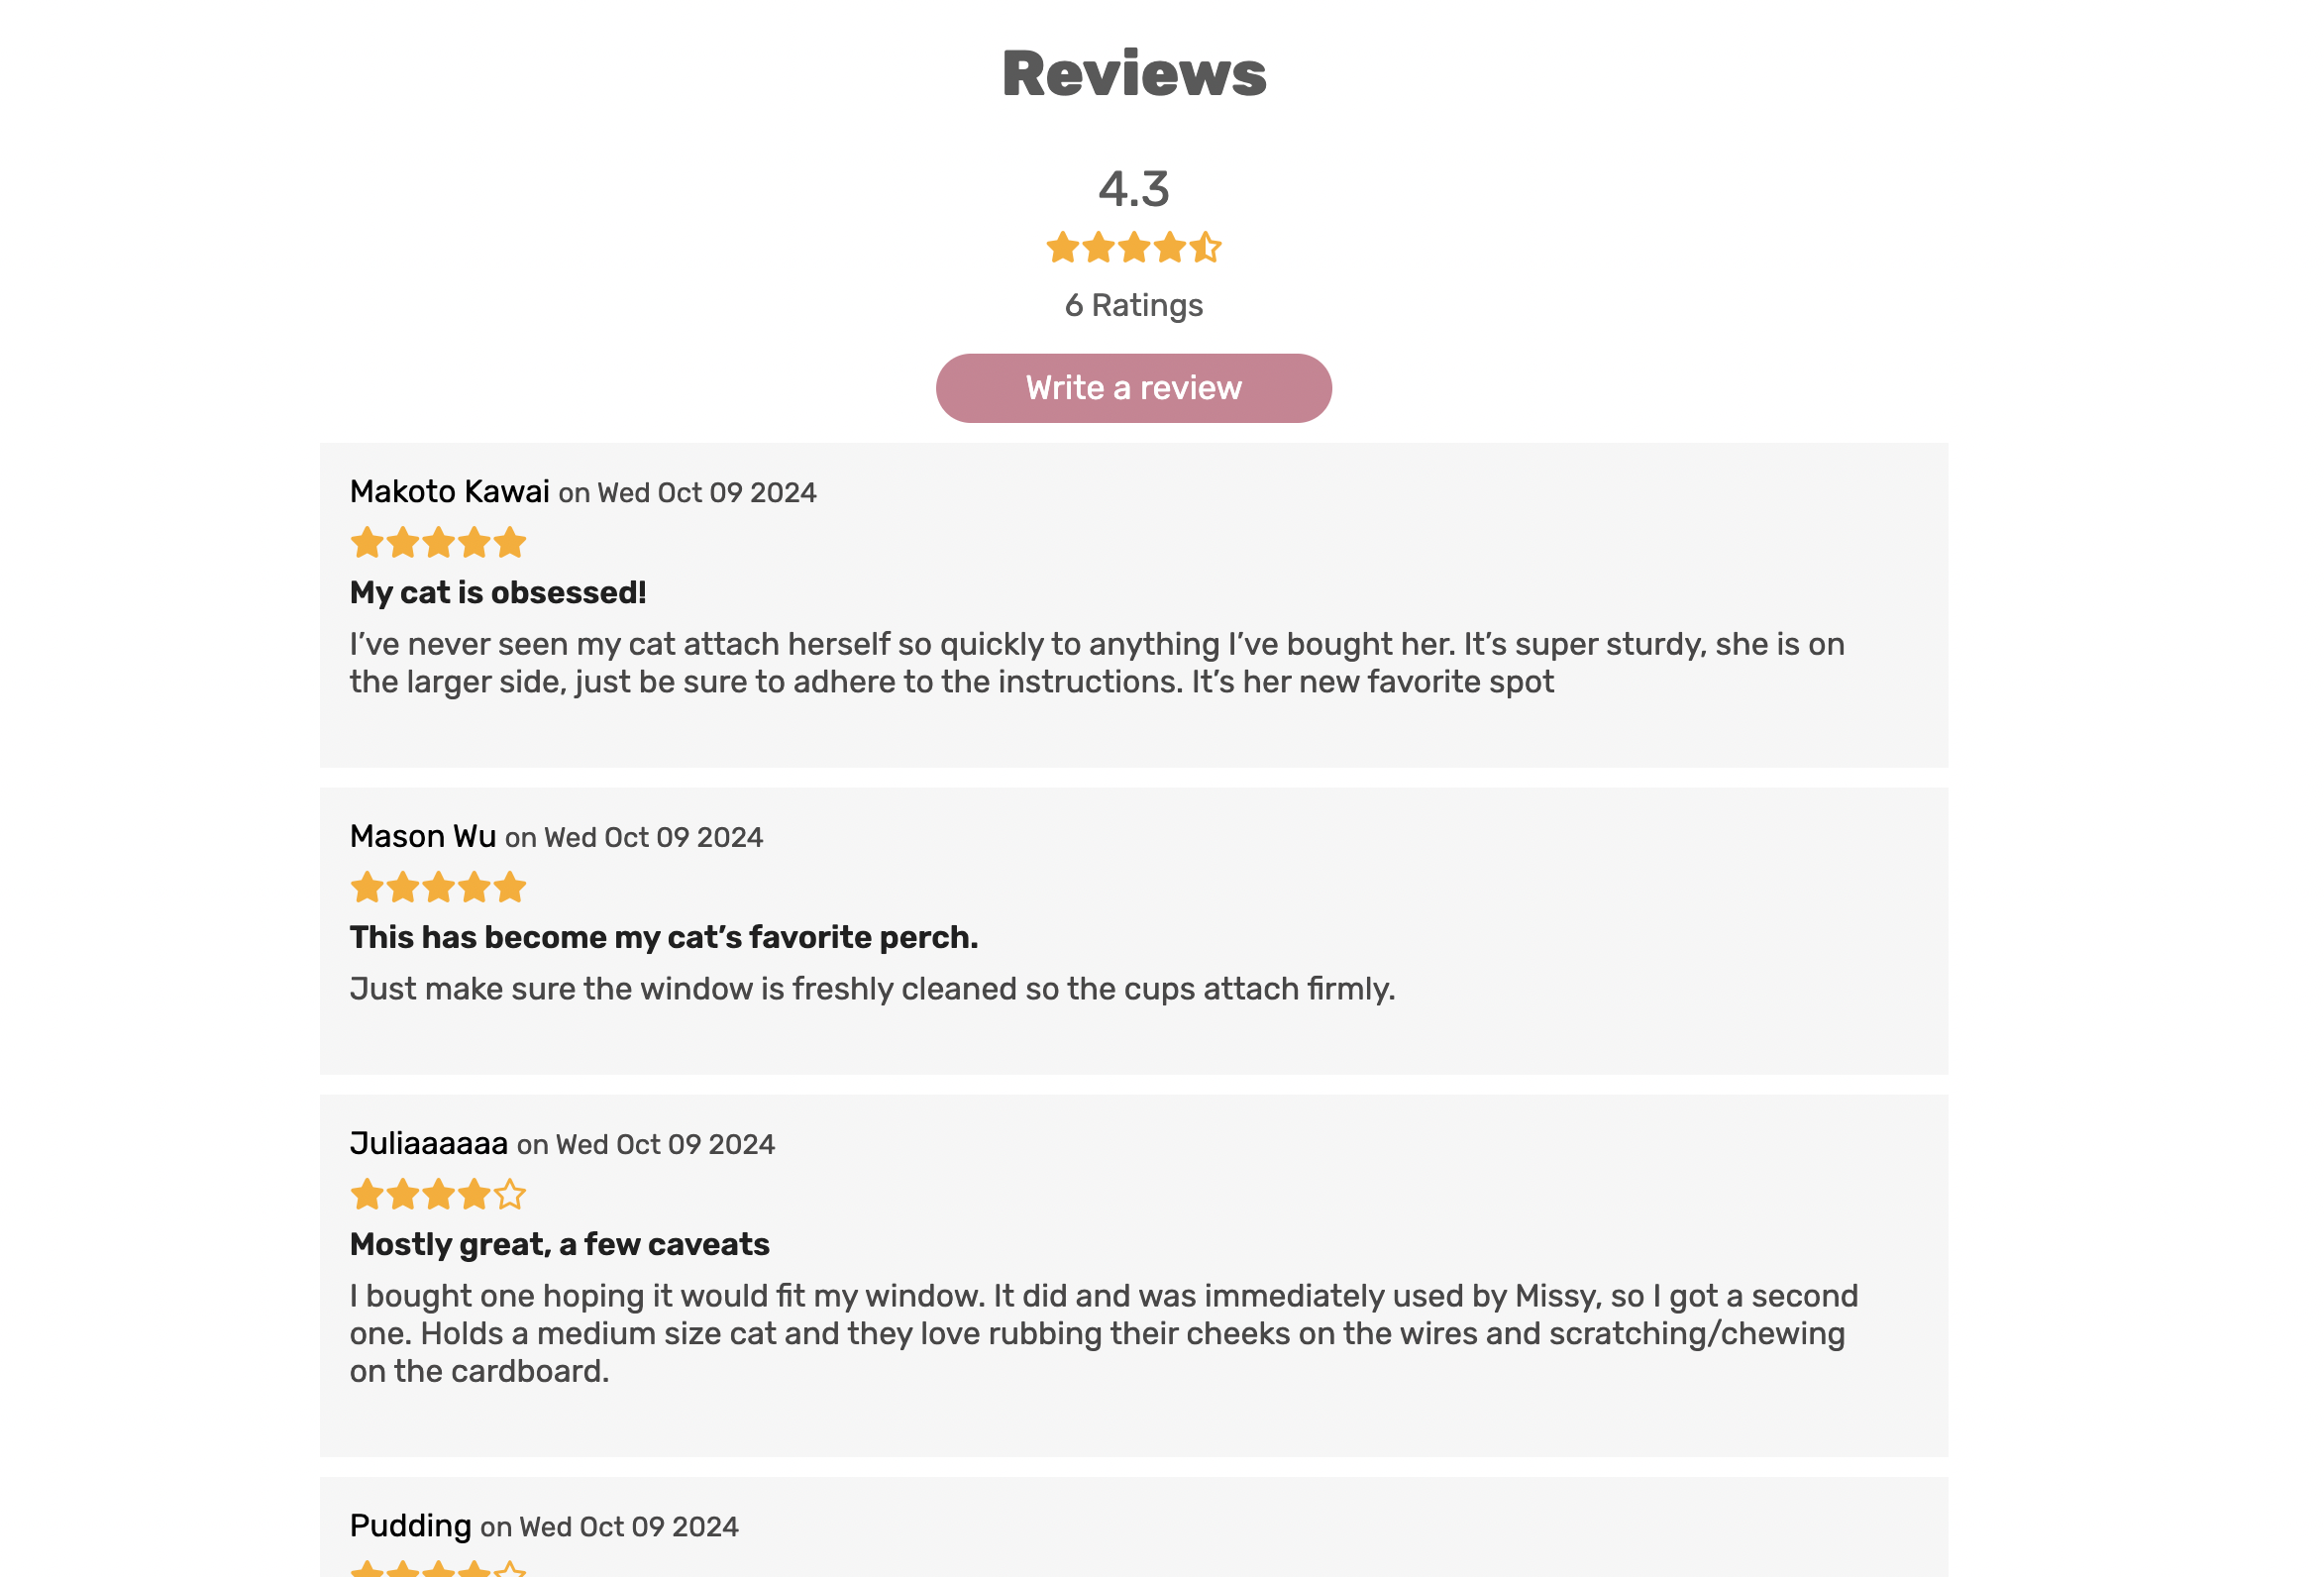 Reviews
4.3
6 Ratings
Write a review
Makoto Kawai on Wed Oct 09 2024
My cat is obsessed!
I’ve never seen my cat attach herself so quickly to anything I’ve bought her. It’s super sturdy, she is on
the larger side, just be sure to adhere to the instructions. It’s her new favorite spot
Mason Wu on Wed Oct 09 2024
This has become my cat’s favorite perch.
Just make sure the window is freshly cleaned so the cups attach firmly.
Juliaaaaaa on Wed Oct 09 2024
Mostly great, a few caveats
I bought one hoping it would fit my window. It did and was immediately used by Missy, so I got a second
one. Holds a medium size cat and they love rubbing their cheeks on the wires and scratching/chewing
on the cardboard.
Pudding on Wed Oct 09 2024